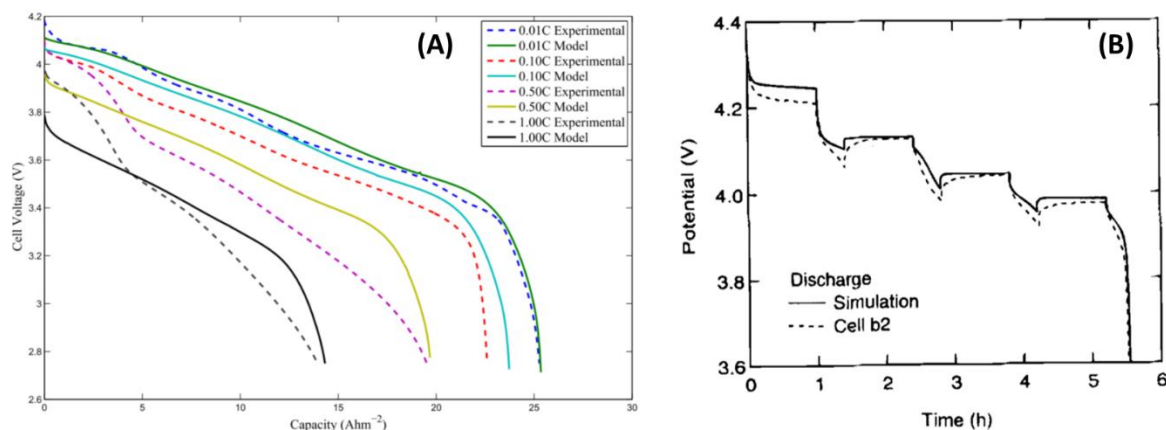 (A)
0.01C Experimental
0.01C Model
0.10C Experimental
0.10C Model
0.50C Experimental
0.50C Model
1.00C Experimental
1.00C Model
4.2
4
3.8
3.6
3.4
3.2
3
2.8
2.6
Cell Voltage (V)
0 5 10 15 20 25 30
Capacity (Ahm⁻²)
(B)
4.4
4.2
4.0
3.8
3.6
Potential (V)
Discharge
Simulation
Cell b2
0 1 2 3 4 5 6
Time (h)